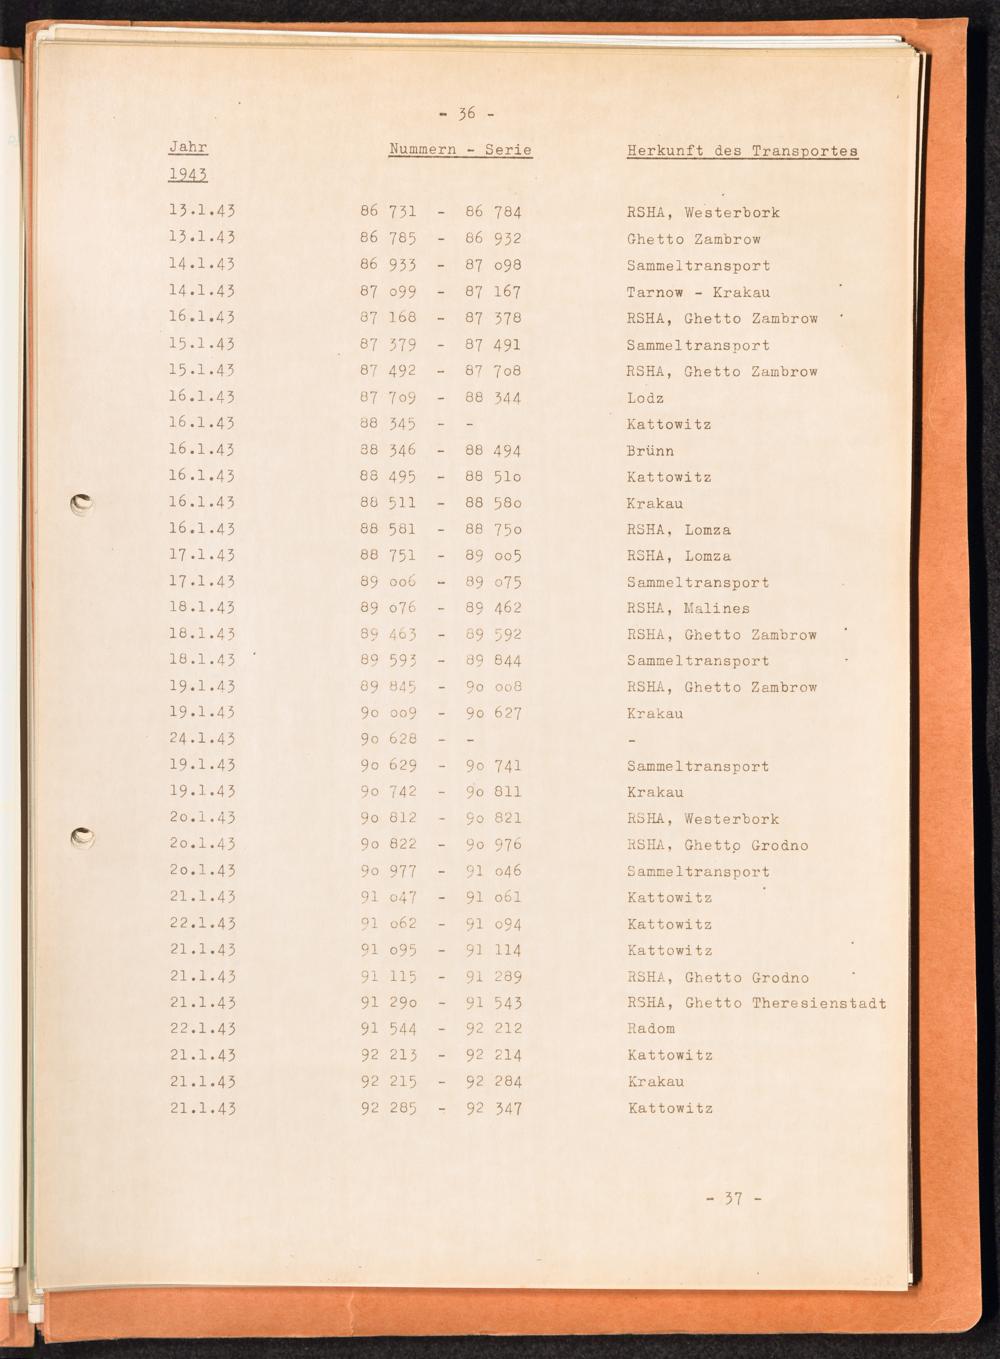 - 36 -
Jahr Nummern - Serie Herkunft des Transportes
1943
13.1.43 86 731 - 86 784 RSHA, Westerbork
13.1.43 86 785 - 86 932 Ghetto Zambrow
14.1.43 86 933 - 87 o98 Sammeltransport
14.1.43 87 o99 - 87 167 Tarnow - Krakau
16.1.43 87 168 - 87 378 RSHA, Ghetto Zambrow
15.1.43 87 379 - 87 491 Sammeltransport
15.1.43 87 492 - 87 7o8 RSHA, Ghetto Zambrow
16.1.43 87 7o9 - 88 344 Lodz
16.1.43 88 345 - - Kattowitz
16.1.43 88 346 - 88 494 Brünn
16.1.43 88 495 - 88 51o Kattowitz
16.1.43 88 511 - 88 58o Krakau
16.1.43 88 581 - 88 75o RSHA, Lomza
17.1.43 88 751 - 89 oo5 RSHA, Lomza
17.1.43 89 oo6 - 89 o75 Sammeltransport
18.1.43 89 o76 - 89 462 RSHA, Malines
18.1.43 89 463 - 89 592 RSHA, Ghetto Zambrow
18.1.43 89 593 - 89 844 Sammeltransport
19.1.43 89 845 - 9o oo8 RSHA, Ghetto Zambrow
19.1.43 9o oo9 - 9o 627 Krakau
24.1.43 9o 628 - - -
19.1.43 9o 629 - 9o 741 Sammeltransport
19.1.43 9o 742 - 9o 811 Krakau
2o.1.43 9o 812 - 9o 821 RSHA, Westerbork
2o.1.43 9o 822 - 9o 976 RSHA, Ghetto Grodno
2o.1.43 9o 977 - 91 o46 Sammeltransport
21.1.43 91 o47 - 91 o61 Kattowitz
22.1.43 91 o62 - 91 o94 Kattowitz
21.1.43 91 o95 - 91 114 Kattowitz
21.1.43 91 115 - 91 289 RSHA, Ghetto Grodno
21.1.43 91 29o - 91 543 RSHA, Ghetto Theresienstadt
22.1.43 91 544 - 92 212 Radom
21.1.43 92 213 - 92 214 Kattowitz
21.1.43 92 215 - 92 284 Krakau
21.1.43 92 285 - 92 347 Kattowitz
- 37 -